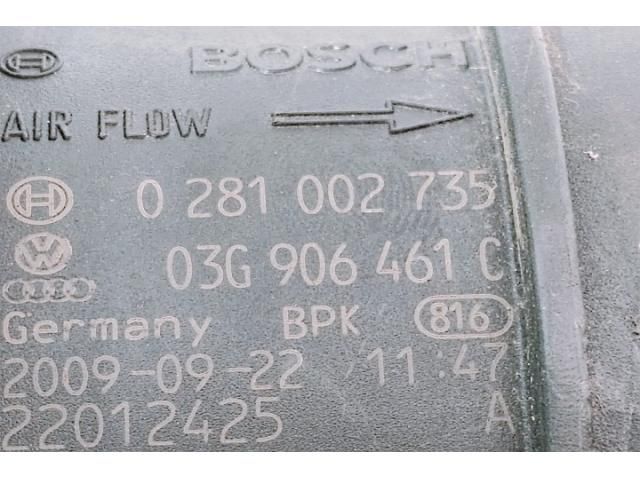 BOSCH
AIR FLOW
0 281 002 735
03G 906 461 C
Germany BPK 816
2009-09-22 11:47
22012425 A